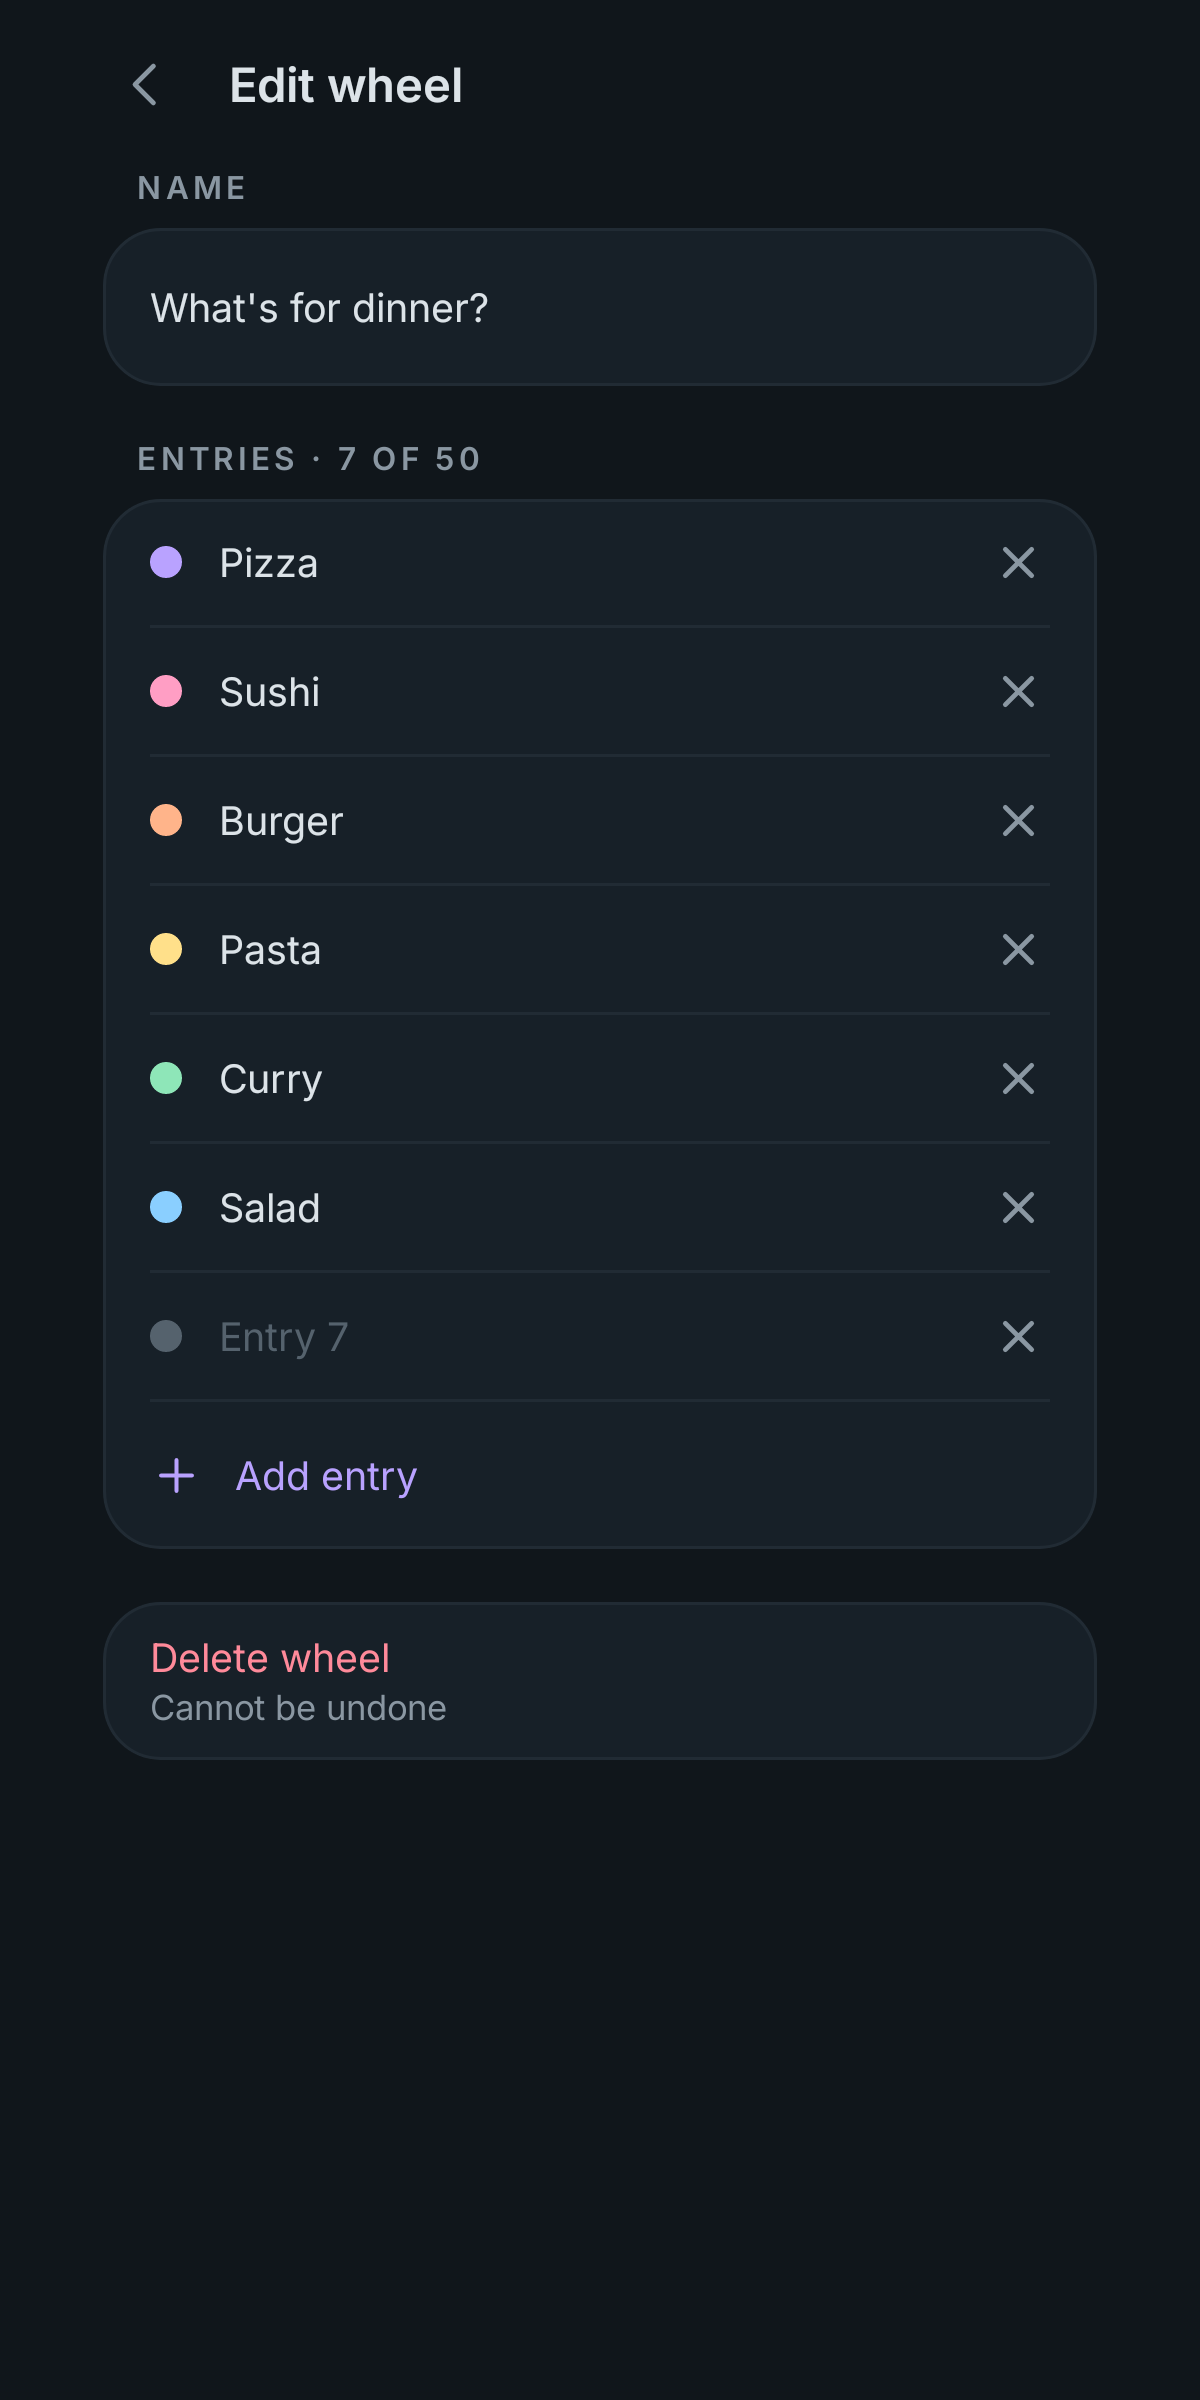 Edit wheel
NAME
What's for dinner?
ENTRIES · 7 OF 50
Pizza
Sushi
Burger
Pasta
Curry
Salad
Entry 7
Add entry
Delete wheel
Cannot be undone